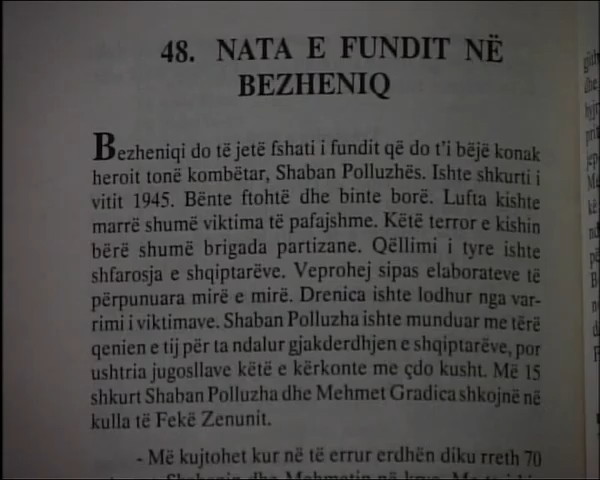 48. NATA E FUNDIT NË
BEZHENIQ
Bezheniqi do të jetë fshati i fundit që do t'i bëjë konak
heroit tonë kombëtar, Shaban Polluzhës. Ishte shkurti i
vitit 1945. Bënte ftohtë dhe binte borë. Lufta kishte
marrë shumë viktima të pafajshme. Këtë terror e kishin
bërë shumë brigada partizane. Qëllimi i tyre ishte
shfarosja e shqiptarëve. Veprohej sipas elaborateve të
përpunuara mirë e mirë. Drenica ishte lodhur nga var-
rimi i viktimave. Shaban Polluzha ishte munduar me tërë
qenien e tij për ta ndalur gjakderdhjen e shqiptarëve, por
ushtria jugosllave këtë e kërkonte me çdo kusht. Më 15
shkurt Shaban Polluzha dhe Mehmet Gradica shkojnë në
kulla të Fekë Zenunit.
- Më kujtohet kur në të errur erdhën diku rreth 70